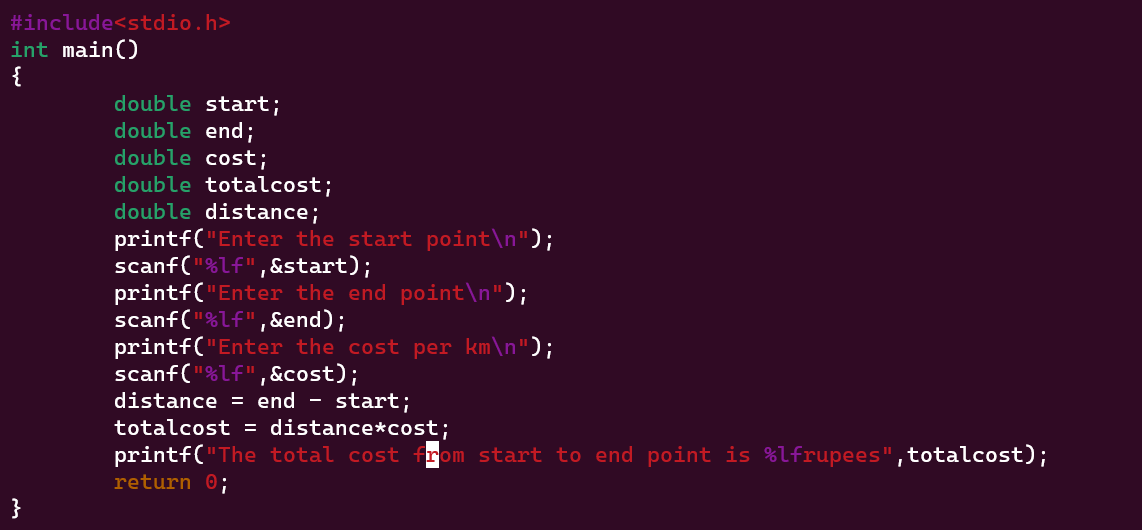 #include<stdio.h>
int main()
{
        double start;
        double end;
        double cost;
        double totalcost;
        double distance;
        printf("Enter the start point\n");
        scanf("%lf",&start);
        printf("Enter the end point\n");
        scanf("%lf",&end);
        printf("Enter the cost per km\n");
        scanf("%lf",&cost);
        distance = end - start;
        totalcost = distance*cost;
        printf("The total cost from start to end point is %lfrupees",totalcost);
        return 0;
}